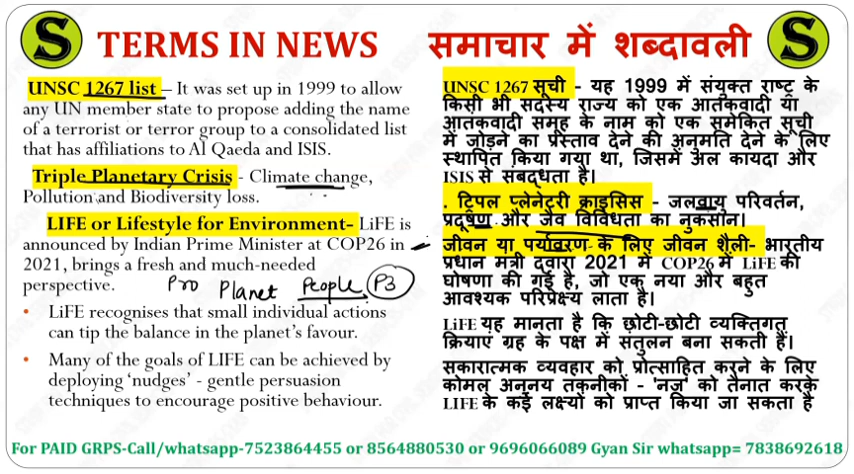 S TERMS IN NEWS समाचार में शब्दावली S
UNSC 1267 list – It was set up in 1999 to allow
any UN member state to propose adding the name
of a terrorist or terror group to a consolidated list
that has affiliations to Al Qaeda and ISIS.
Triple Planetary Crisis - Climate change,
Pollution and Biodiversity loss.
LIFE or Lifestyle for Environment- LiFE is
announced by Indian Prime Minister at COP26 in
2021, brings a fresh and much-needed
perspective.
Pro Planet People P3
• LiFE recognises that small individual actions
can tip the balance in the planet's favour.
• Many of the goals of LIFE can be achieved by
deploying 'nudges' - gentle persuasion
techniques to encourage positive behaviour.
UNSC 1267 सूची - यह 1999 में संयुक्त राष्ट्र के
किसी भी सदस्य राज्य को एक आतंकवादी या
आतंकवादी समूह के नाम को एक समेकित सूची
में जोड़ने का प्रस्ताव देने की अनुमति देने के लिए
स्थापित किया गया था, जिसमें अल कायदा और
ISIS से संबद्धता है।
. ट्रिपल प्लेनेटरी क्राइसिस - जलवायु परिवर्तन,
प्रदूषण और जैव विविधता का नुकसान।
जीवन या पर्यावरण के लिए जीवन शैली- भारतीय
प्रधान मंत्री द्वारा 2021 में COP26 में LiFE की
घोषणा की गई है, जो एक नया और बहुत
आवश्यक परिप्रेक्ष्य लाता है।
LiFE यह मानता है कि छोटी-छोटी व्यक्तिगत
क्रियाएं ग्रह के पक्ष में संतुलन बना सकती हैं।
सकारात्मक व्यवहार को प्रोत्साहित करने के लिए
कोमल अनुनय तकनीकों - 'नज' को तैनात करके
LIFE के कई लक्ष्यों को प्राप्त किया जा सकता है
For PAID GRPS-Call/whatsapp-7523864455 or 8564880530 or 9696066089 Gyan Sir whatsapp= 7838692618